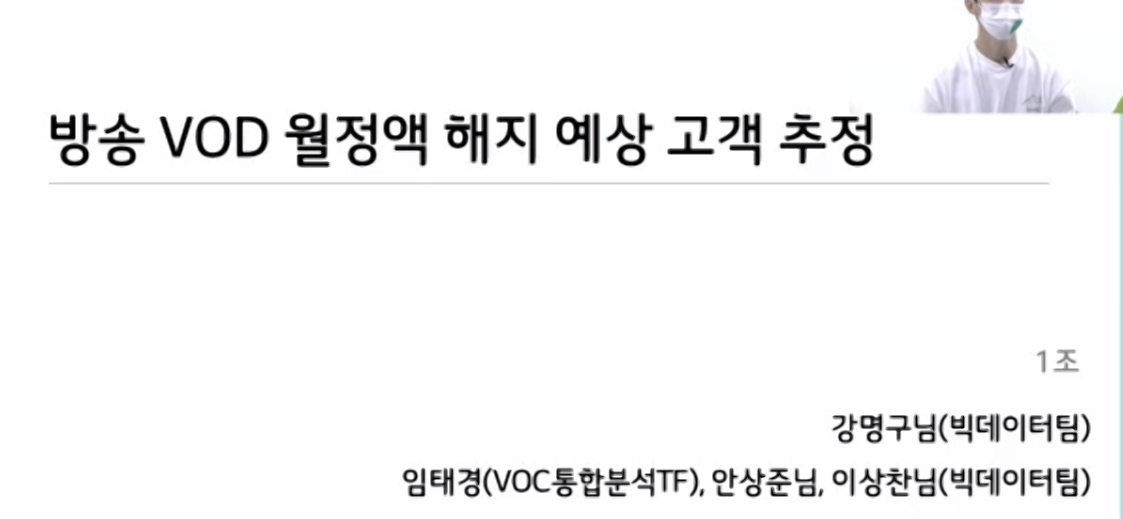 방송 VOD 월정액 해지 예상 고객 추정
1조
강명구님(빅데이터팀)
임태경(VOC통합분석TF), 안상준님, 이상찬님(빅데이터팀)